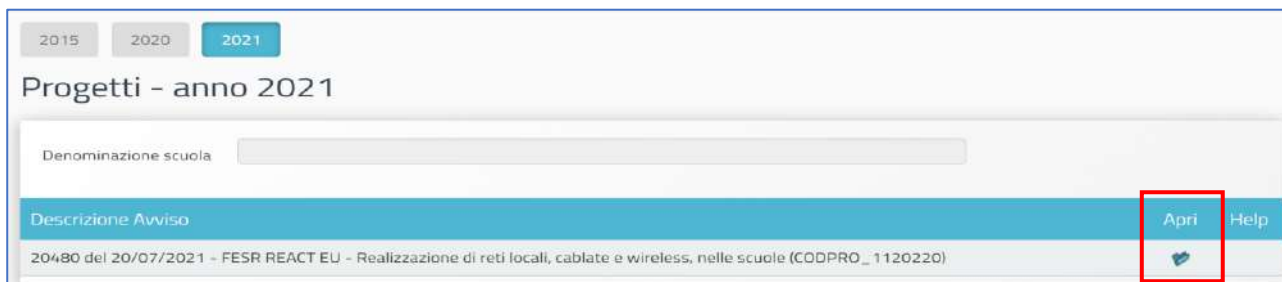 2015 2020 2021
Progetti - anno 2021
Denominazione scuola
Descrizione Avviso Apri Help
20480 del 20/07/2021 - FESR REACT EU - Realizzazione di reti locali, cablate e wireless, nelle scuole (CODPRO_1120220)